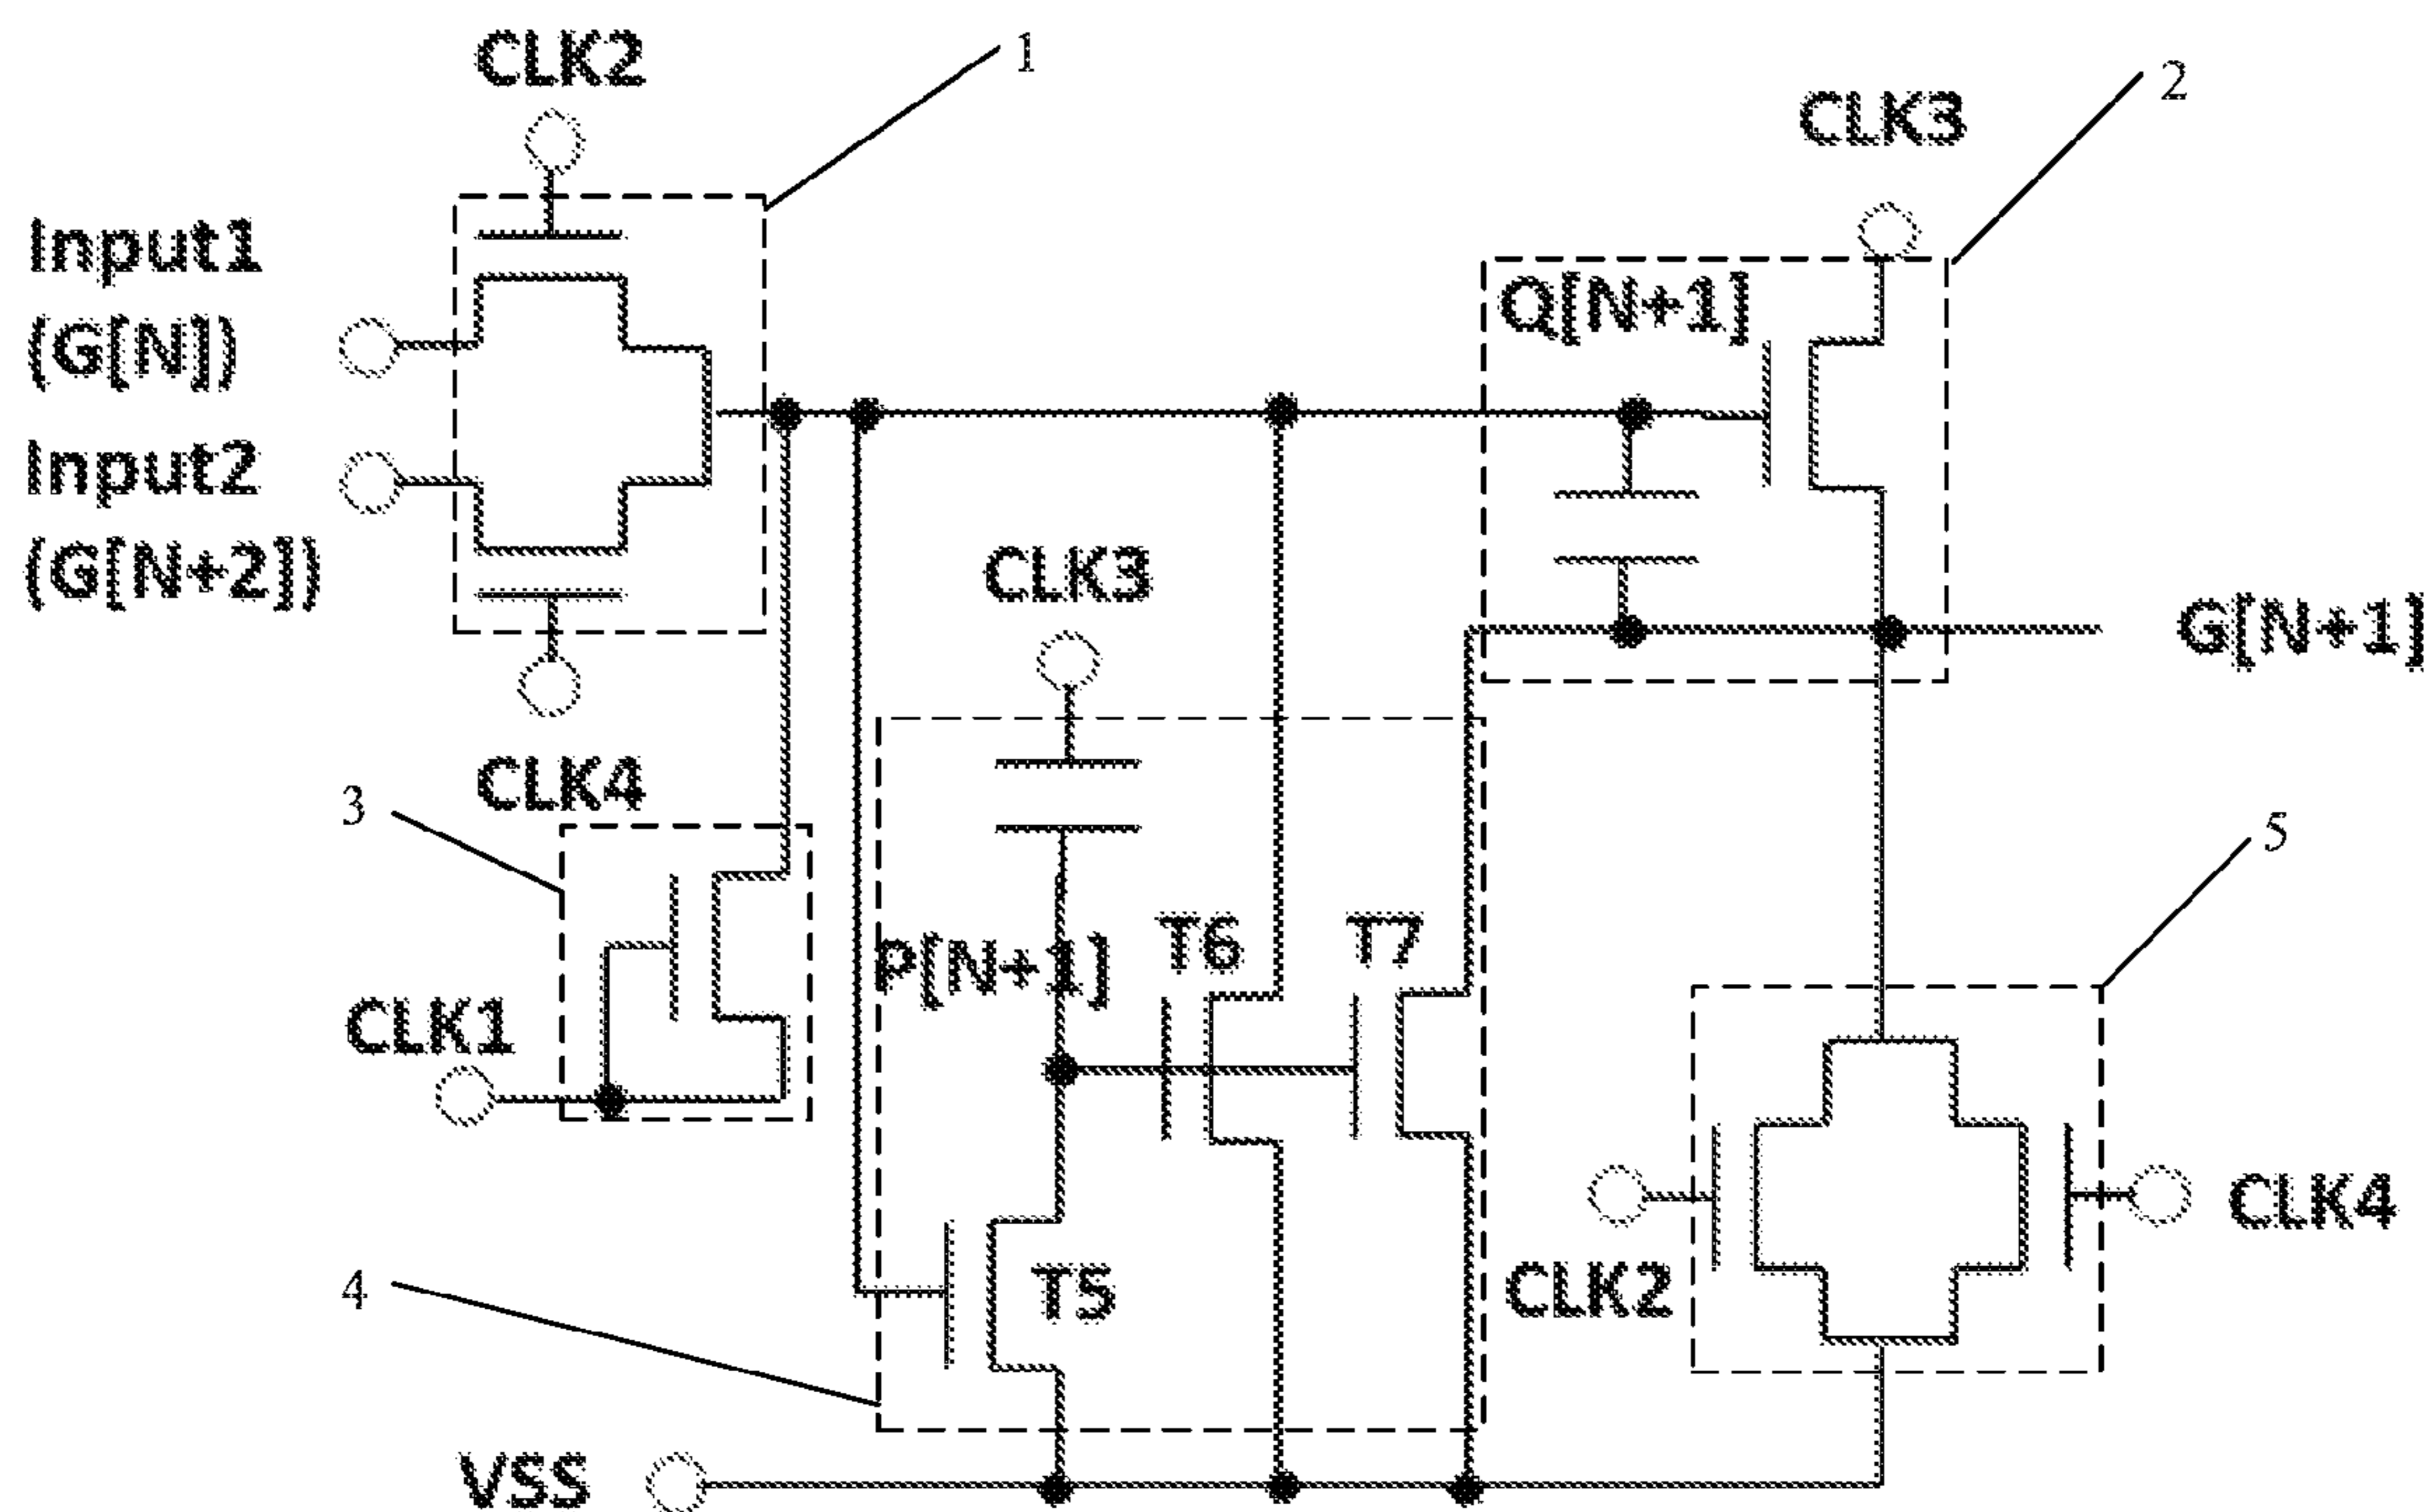 CLK2
1
2
CLK3
Input1
(G[N])
Q[N+1]
Input2
(G[N+2])
CLK3
G[N+1]
CLK4
3
5
P[N+1]
T6
T7
CLK1
CLK4
4
T5
CLK2
VSS